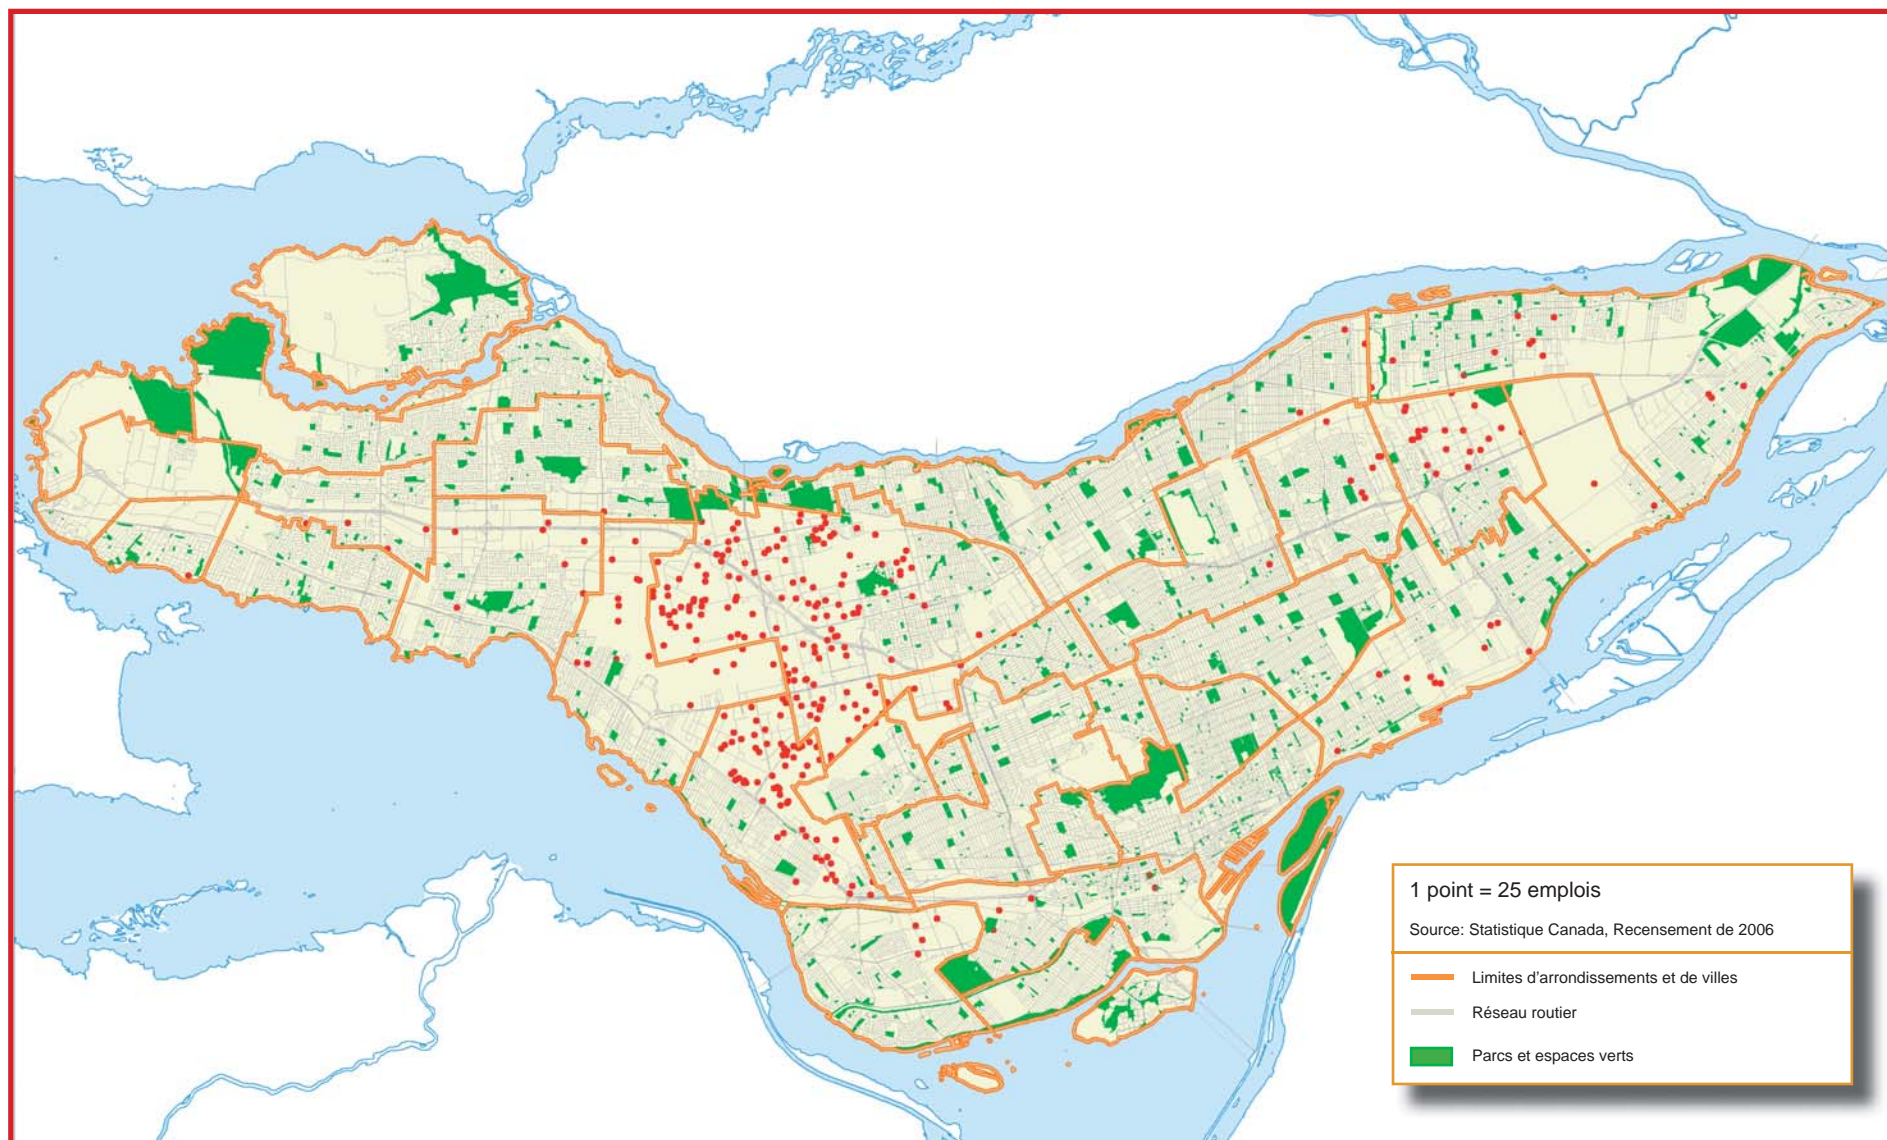 1 point = 25 emplois
Source: Statistique Canada, Recensement de 2006
Limites d’arrondissements et de villes
Réseau routier
Parcs et espaces verts